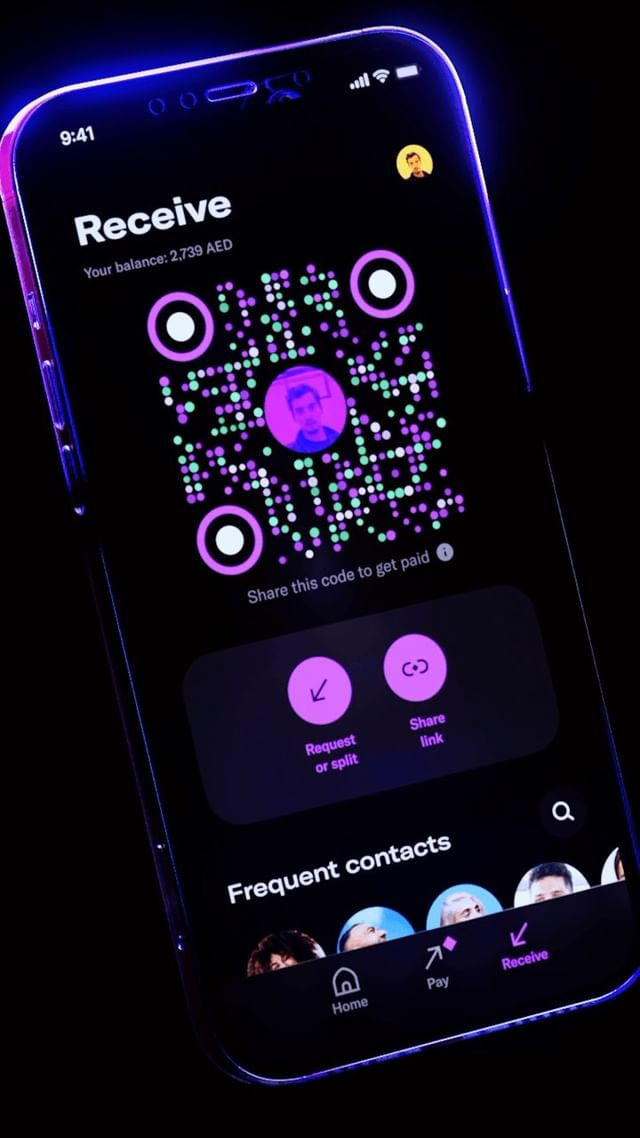 9:41
Receive
Your balance: 2,739 AED
Share this code to get paid
Request
or split
Share
link
Frequent contacts
Home
Pay
Receive